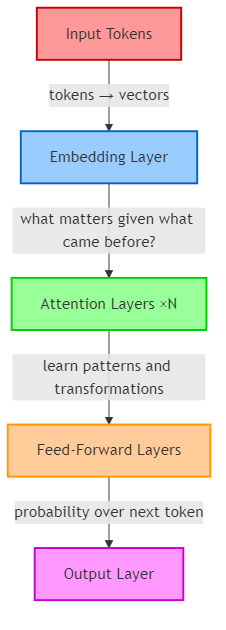 Input Tokens
tokens → vectors
Embedding Layer
what matters given what
came before?
Attention Layers ×N
learn patterns and
transformations
Feed-Forward Layers
probability over next token
Output Layer